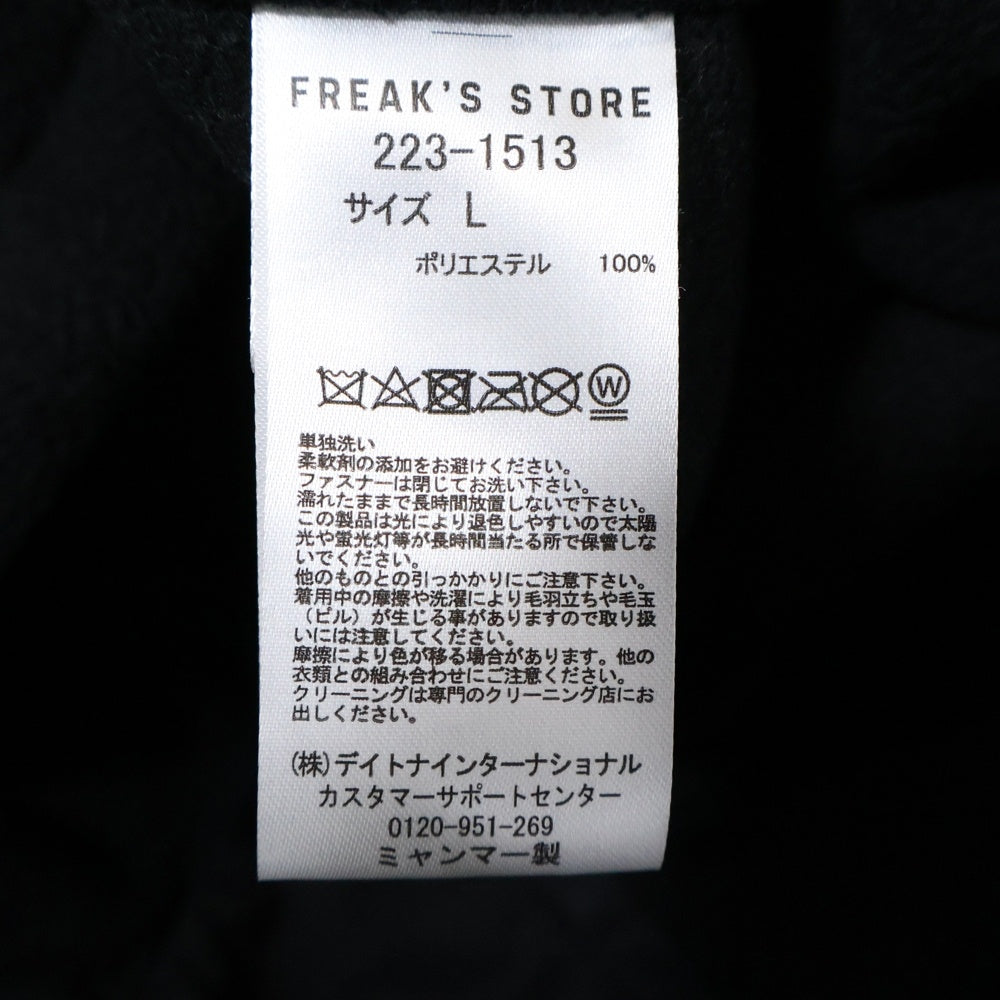 FREAK'S STORE
223-1513
サイズ L
ポリエステル 100%
W
単独洗い
柔軟剤の添加をお避けください。
ファスナーは閉じてお洗い下さい。
濡れたままで長時間放置しないで下さい。
この製品は光により退色しやすいので太陽
光や蛍光灯等が長時間当たる所で保管しな
いでください。
他のものとの引っかかりにご注意下さい。
着用中の摩擦や洗濯により毛羽立ちや毛玉
（ピル）が生じる事がありますので取り扱
いには注意してください。
摩擦により色が移る場合があります。他の
衣類との組み合わせにご注意ください。
クリーニングは専門のクリーニング店にお
出しください。
(株)デイトナインターナショナル
カスタマーサポートセンター
0120-951-269
ミャンマー製